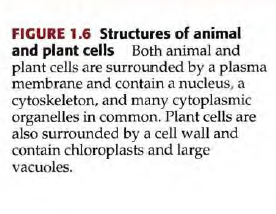 FIGURE 1.6 Structures of animal
and plant cells Both animal and
plant cells are surrounded by a plasma
membrane and contain a nucleus, a
cytoskeleton, and many cytoplasmic
organelles in common. Plant cells are
also surrounded by a cell wall and
contain chloroplasts and large
vacuoles.